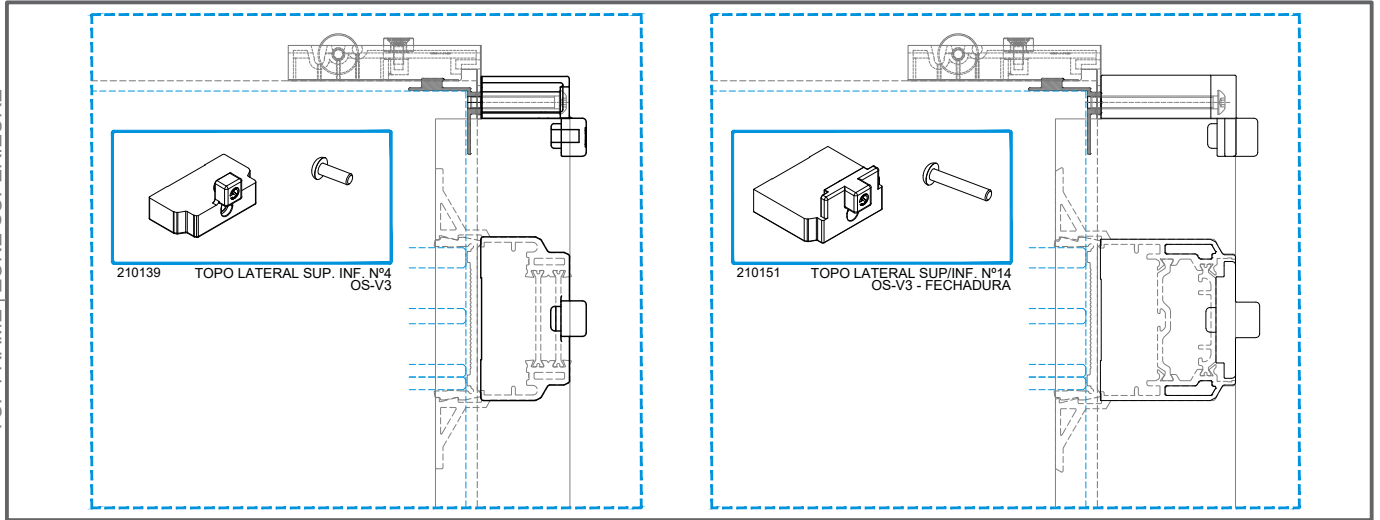 210139
TOPO LATERAL SUP. INF. Nº4
OS-V3
210151
TOPO LATERAL SUP/INF. Nº14
OS-V3 - FECHADURA